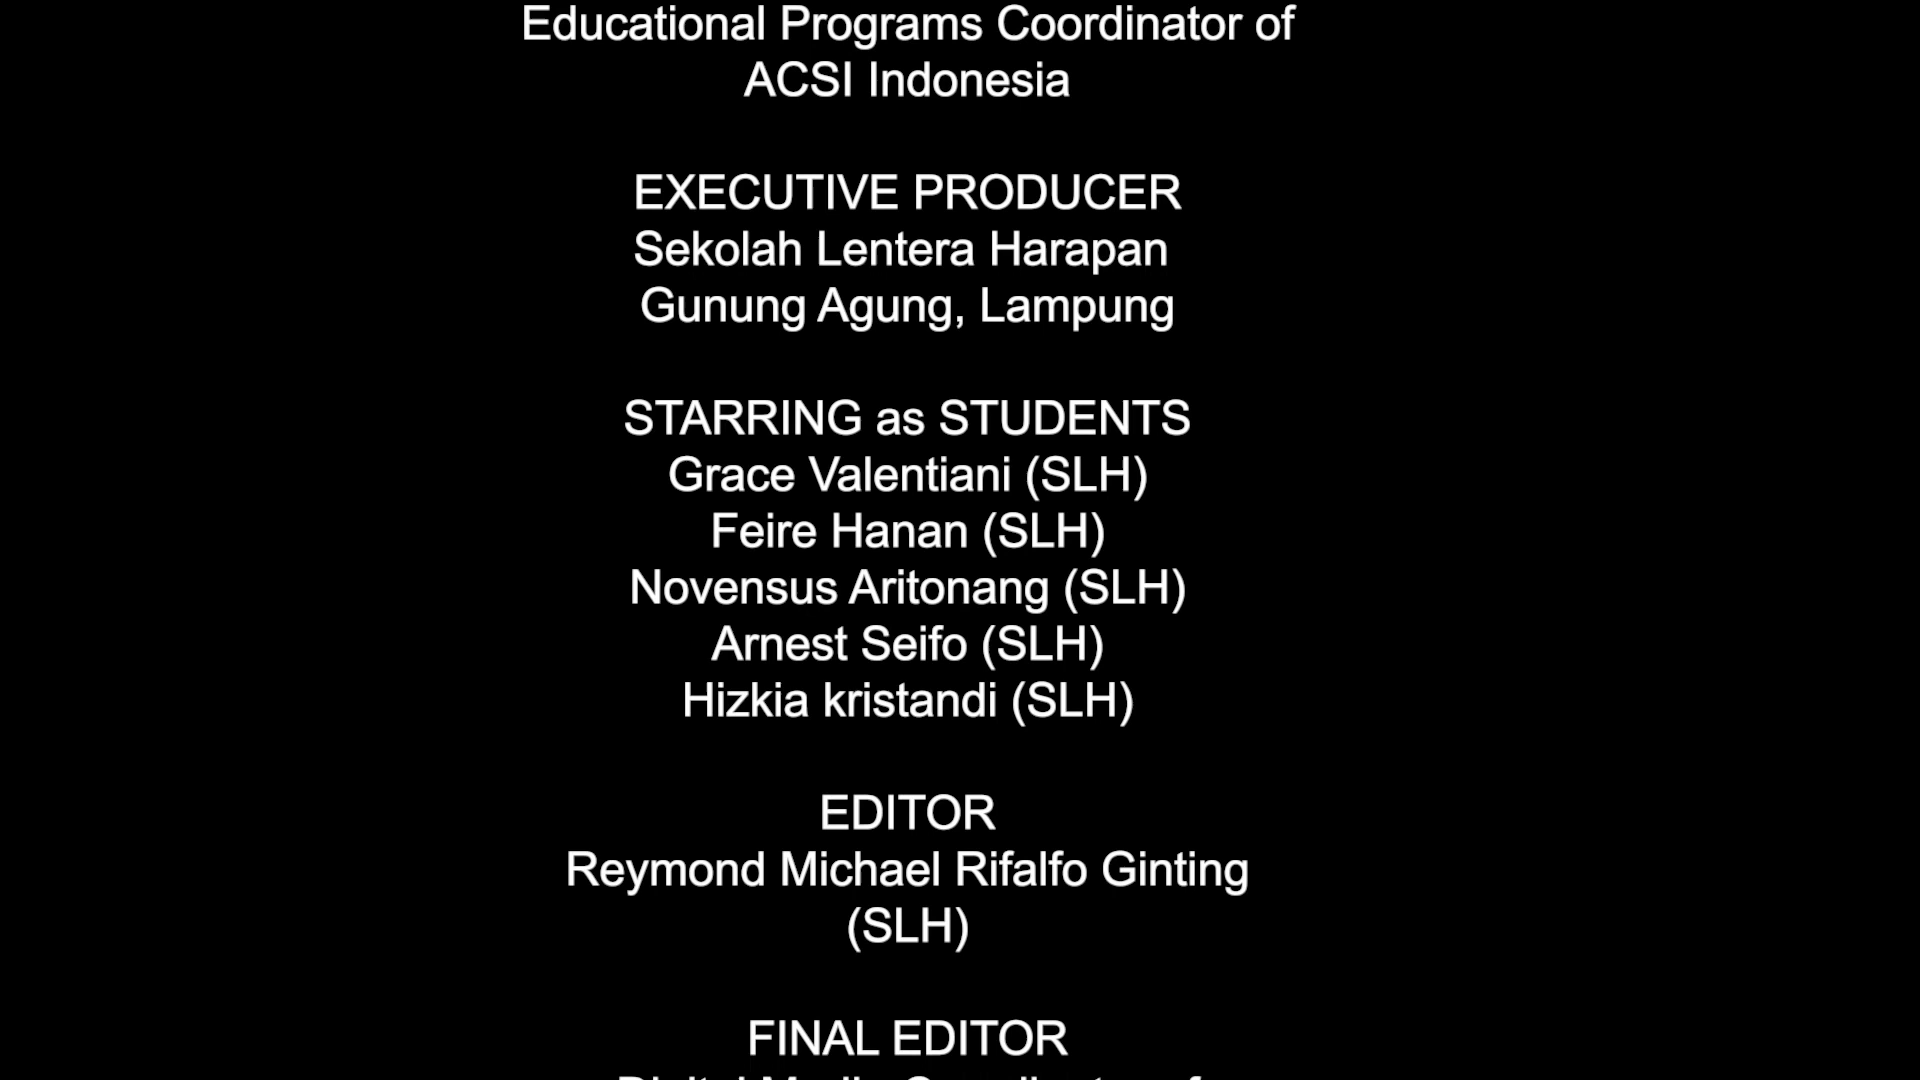 Educational Programs Coordinator of
ACSI Indonesia
EXECUTIVE PRODUCER
Sekolah Lentera Harapan
Gunung Agung, Lampung
STARRING as STUDENTS
Grace Valentiani (SLH)
Feire Hanan (SLH)
Novensus Aritonang (SLH)
Arnest Seifo (SLH)
Hizkia kristandi (SLH)
EDITOR
Reymond Michael Rifalfo Ginting
(SLH)
FINAL EDITOR